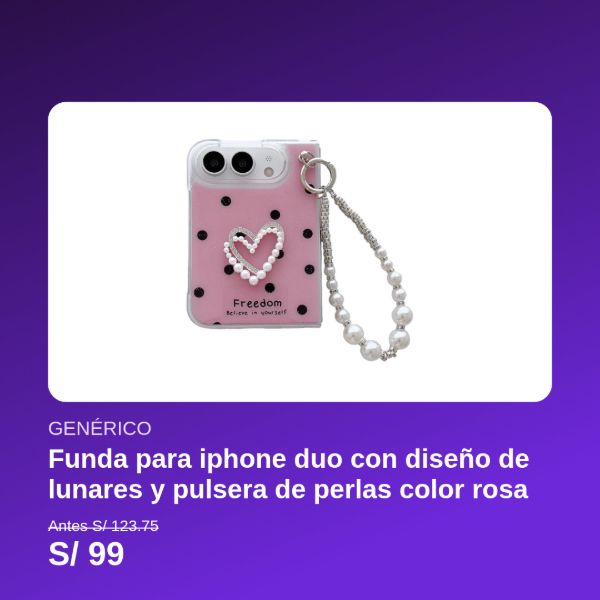 Freedom
Believe in yourself
GENÉRICO
Funda para iphone duo con diseño de
lunares y pulsera de perlas color rosa
Antes S/ 123.75
S/ 99